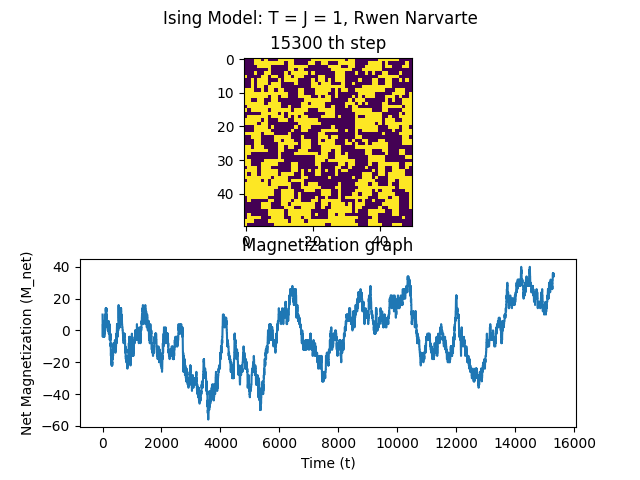 Ising Model: T = J = 1, Rwen Narvarte
15300 th step
0
10
20
30
40
0 20 40
Magnetization graph
Net Magnetization (M_net)
40
20
0
−20
−40
−60
0 2000 4000 6000 8000 10000 12000 14000 16000
Time (t)